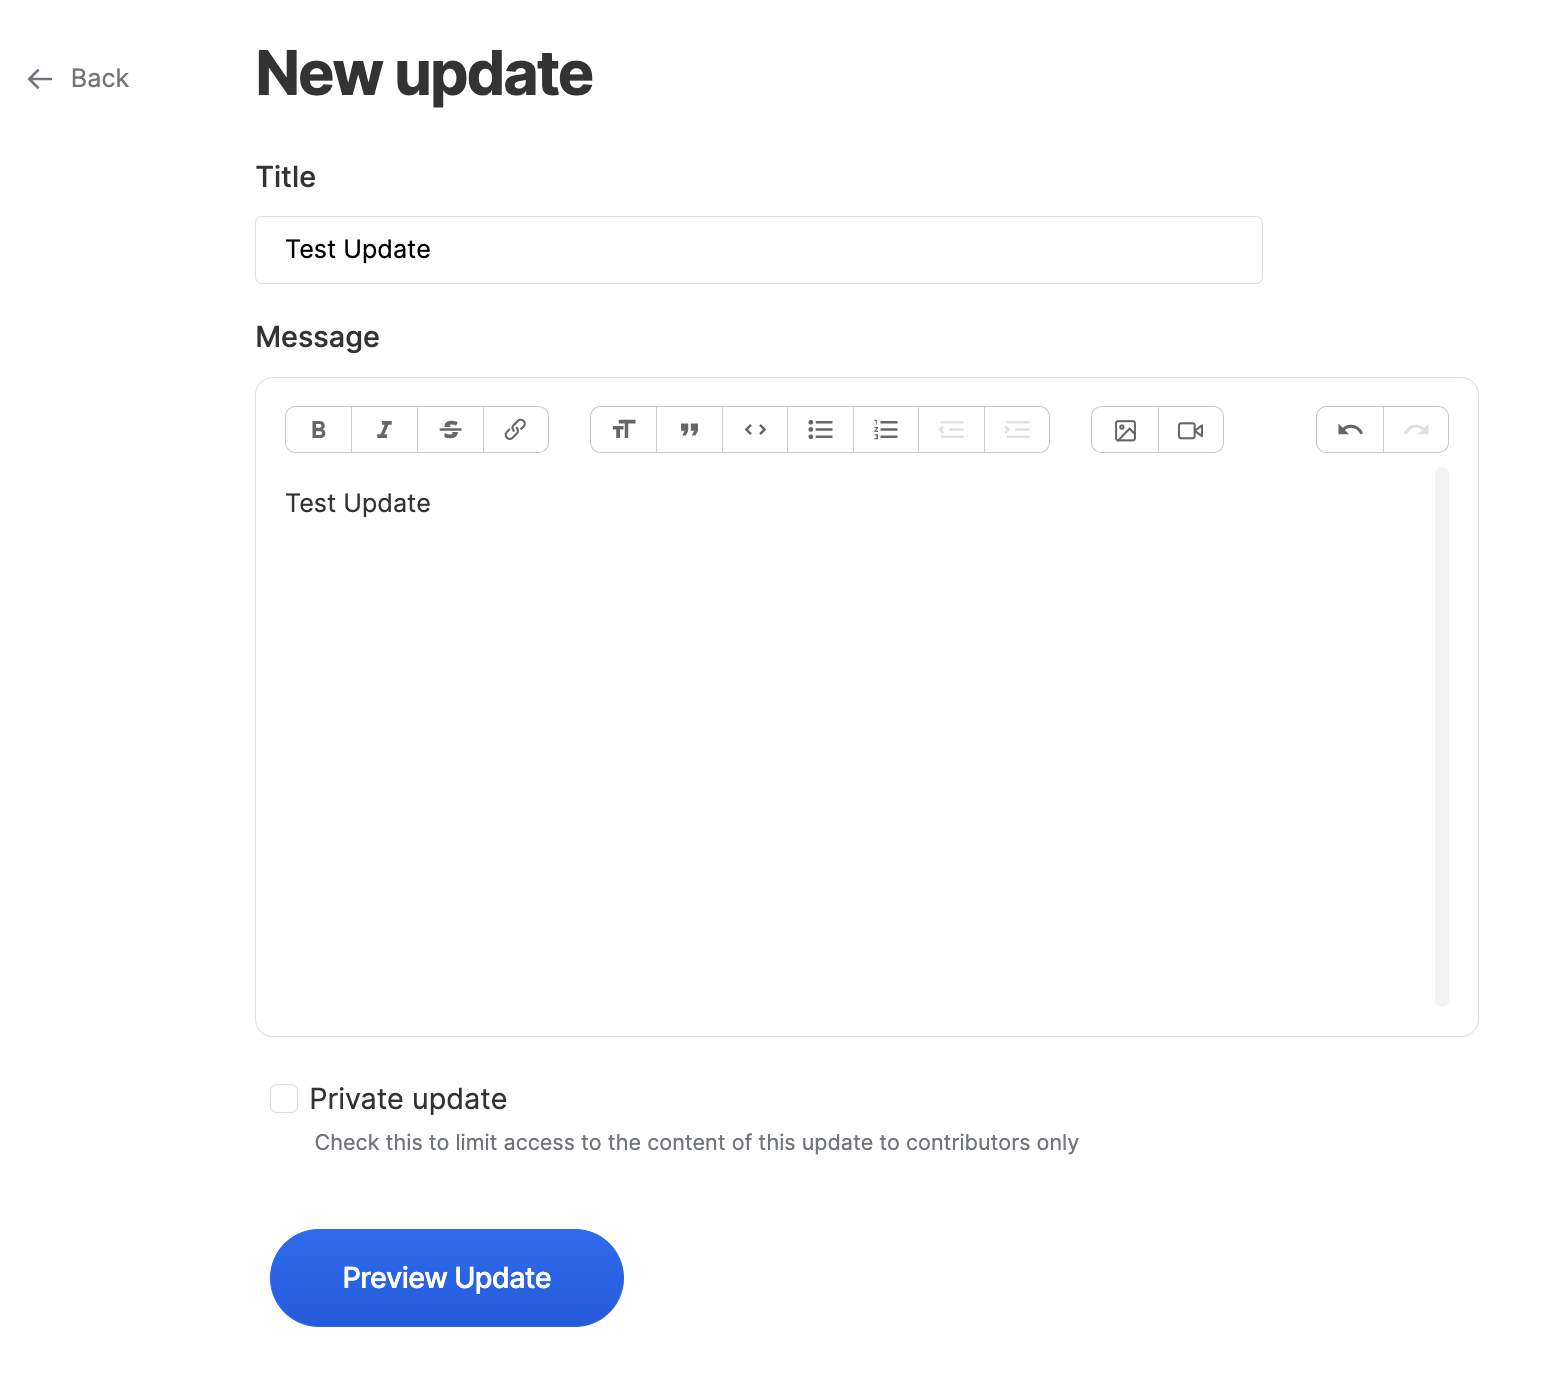 Back
New update
Title
Test Update
Message
Test Update
Private update
Check this to limit access to the content of this update to contributors only
Preview Update